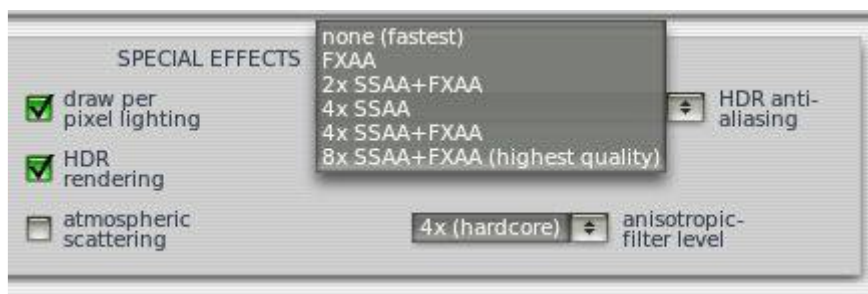 SPECIAL EFFECTS
none (fastest)
FXAA
2x SSAA+FXAA
4x SSAA
4x SSAA+FXAA
8x SSAA+FXAA (highest quality)
HDR anti-
aliasing
draw per
pixel lighting
HDR
rendering
atmospheric
scattering
4x (hardcore)
anisotropic-
filter level